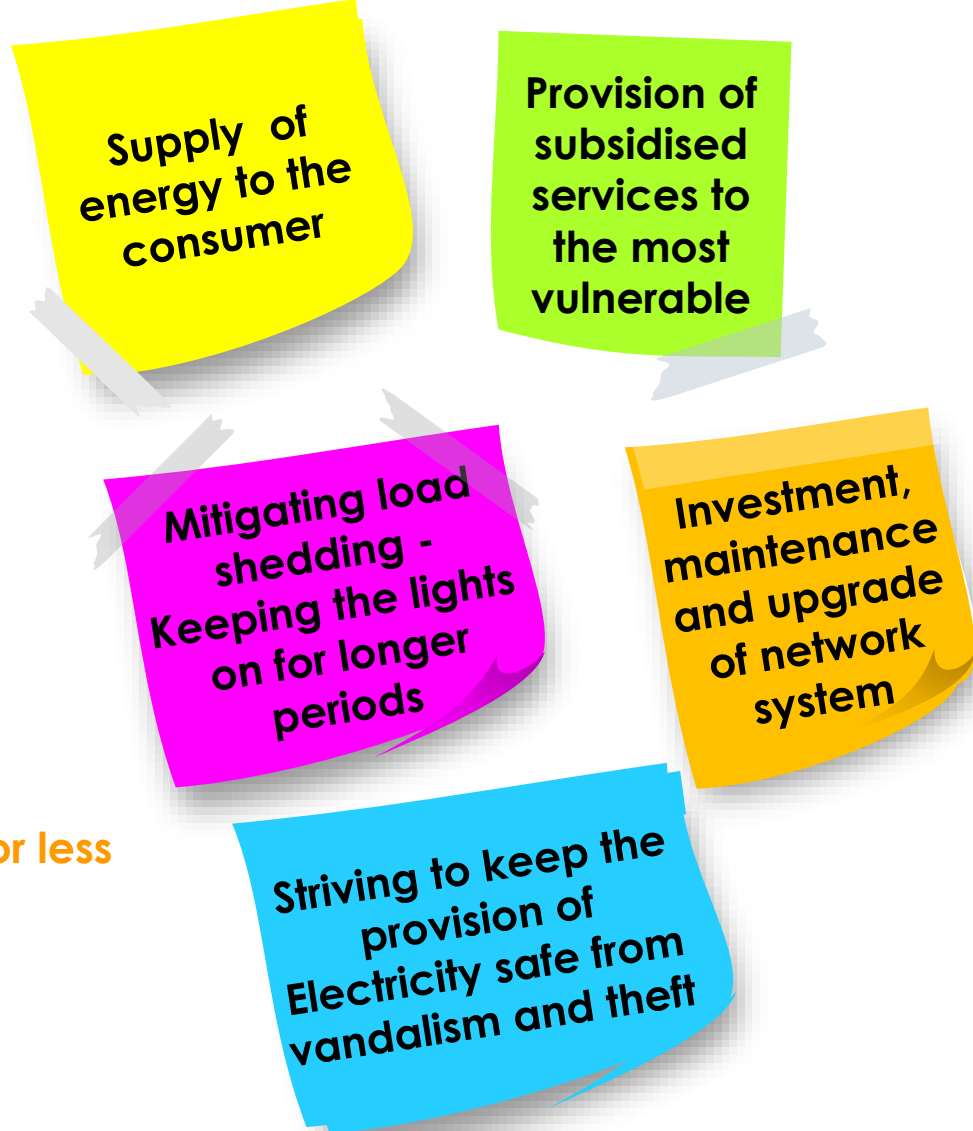 Supply of
energy to the
consumer
Provision of
subsidised
services to
the most
vulnerable
Mitigating load
shedding -
Keeping the lights
on for longer
periods
Investment,
maintenance
and upgrade
of network
system
or less
Striving to keep the
provision of
Electricity safe from
vandalism and theft